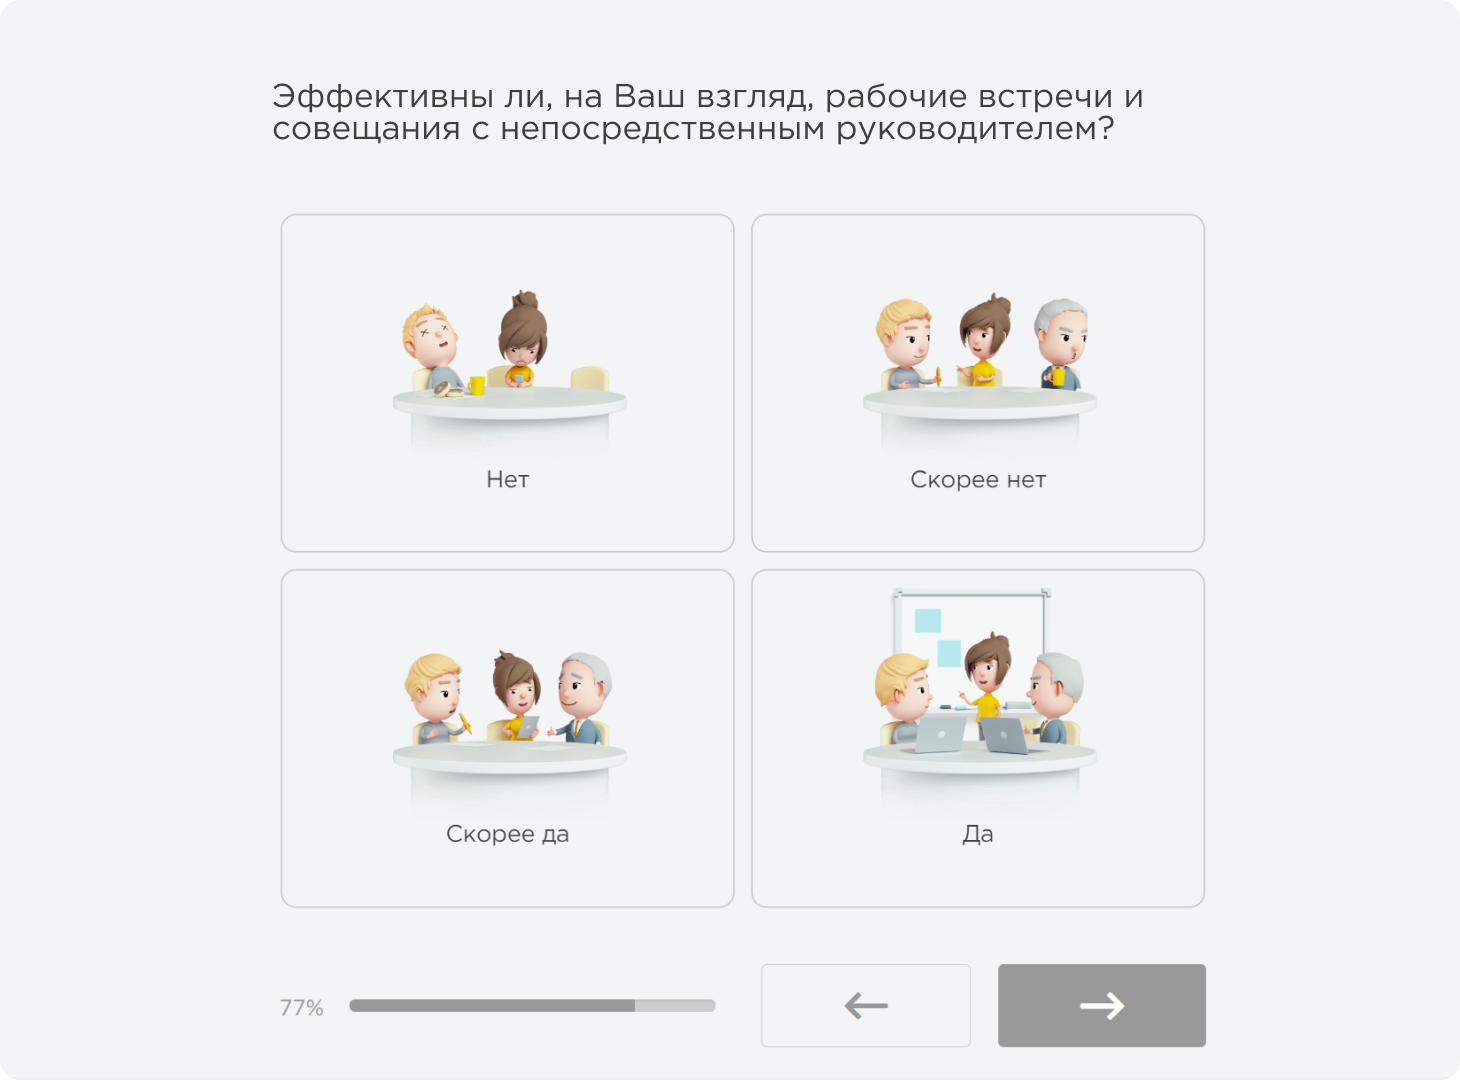 Эффективны ли, на Ваш взгляд, рабочие встречи и
совещания с непосредственным руководителем?
Нет
Скорее нет
Скорее да
Да
77%